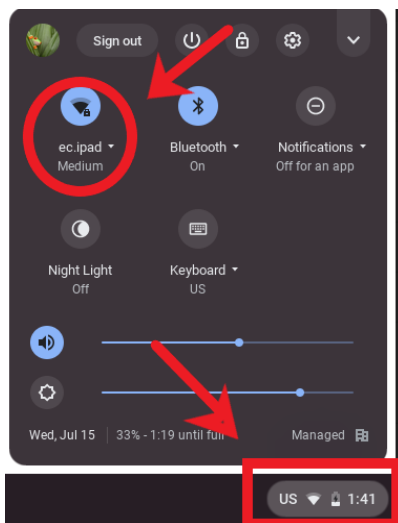 Sign out
ec.ipad Bluetooth Notifications
Medium On Off for an app
Night Light Keyboard
Off US
Wed, Jul 15 33% - 1:19 until full Managed
US 1:41